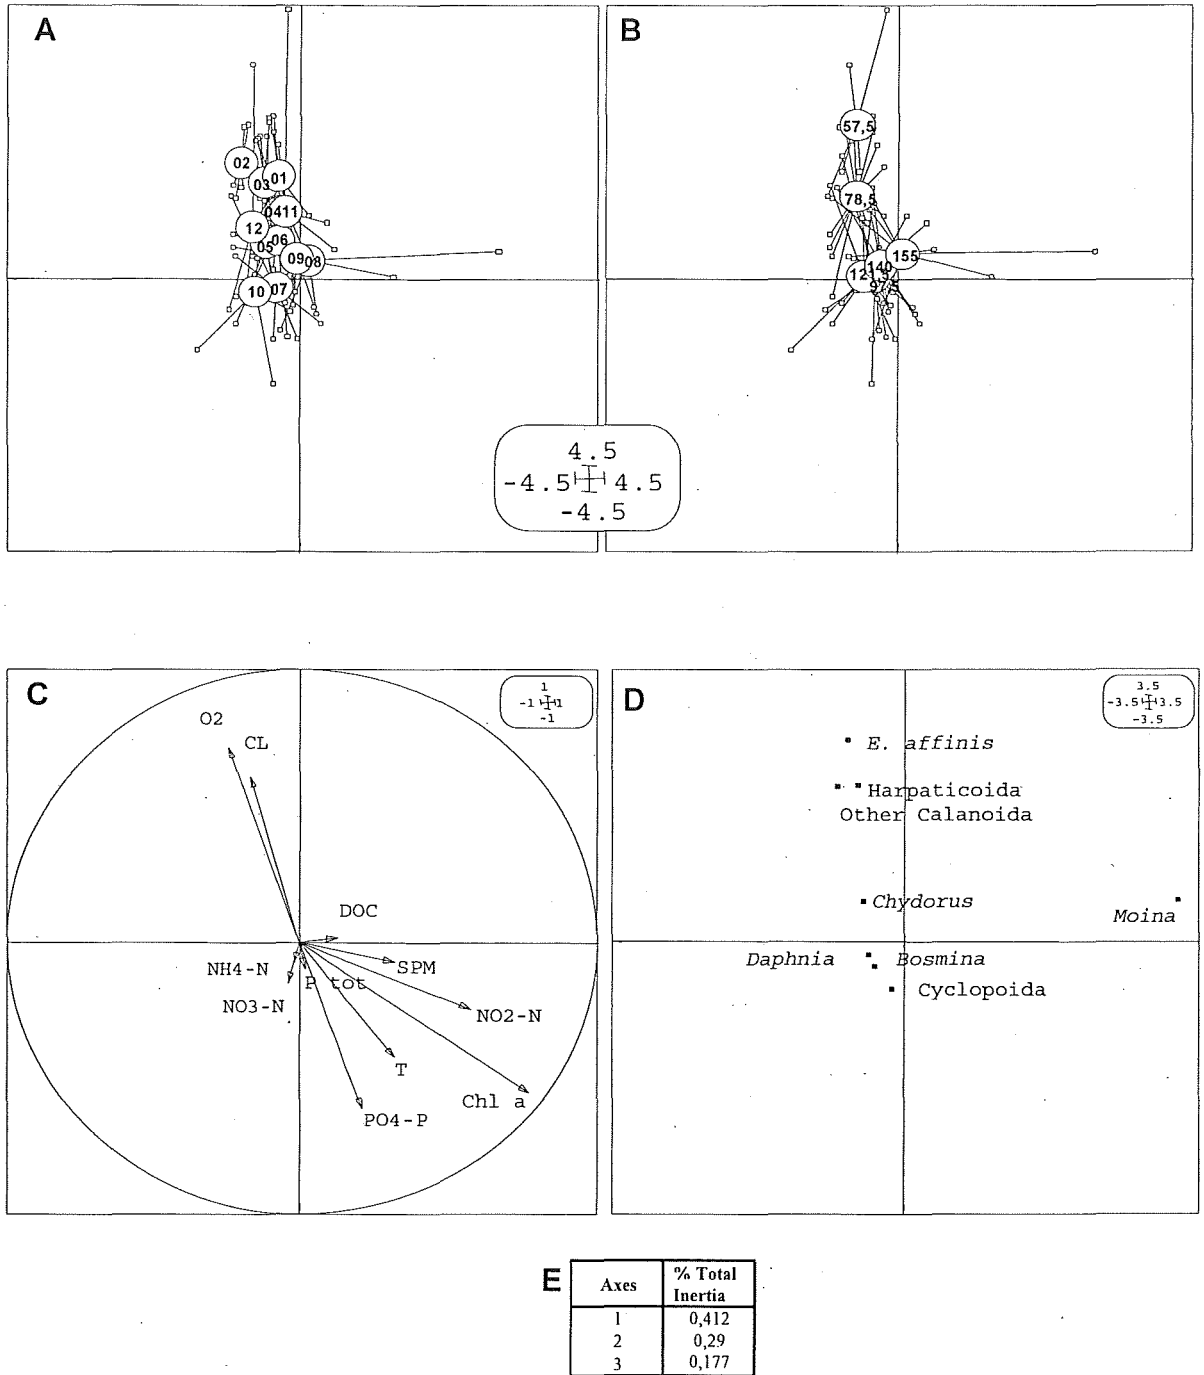 A
02
03
01
0411
12
06
05
09
08
10
07
B
57,5
78,5
155
140
12
97,5
4.5
-4.5
4.5
-4.5
C
1
-1
1
-1
O2
CL
DOC
NH4-N
P tot
SPM
NO3-N
NO2-N
T
Chl a
PO4-P
D
3.5
-3.5
3.5
-3.5
E. affinis
Harpaticoida
Other Calanoida
Chydorus
Moina
Daphnia
Bosmina
Cyclopoida
E
Axes
% Total
Inertia
1
0,412
2
0,29
3
0,177